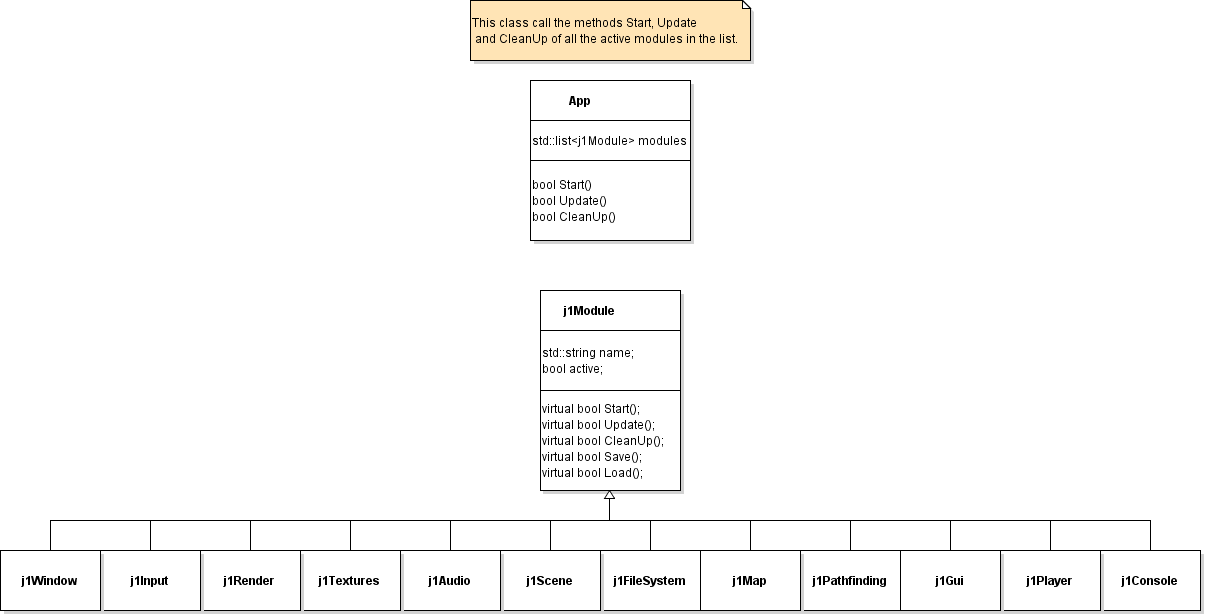 This class call the methods Start, Update
and CleanUp of all the active modules in the list.
App
std::list<j1Module> modules
bool Start()
bool Update()
bool CleanUp()
j1Module
std::string name;
bool active;
virtual bool Start();
virtual bool Update();
virtual bool CleanUp();
virtual bool Save();
virtual bool Load();
j1Window
j1Input
j1Render
j1Textures
j1Audio
j1Scene
j1FileSystem
j1Map
j1Pathfinding
j1Gui
j1Player
j1Console